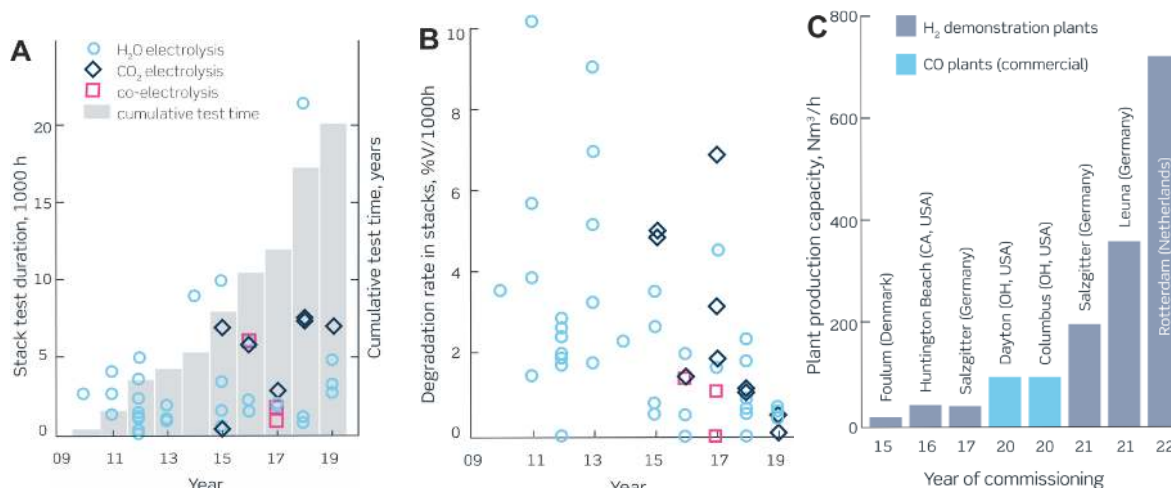 A
H₂O electrolysis
CO₂ electrolysis
co-electrolysis
cumulative test time
Stack test duration, 1000 h
20
15
10
5
0
09 11 13 15 17 19
Year
Cumulative test time, years
B
Degradation rate in stacks, %V/1000h
10
8
6
4
2
0
09 11 13 15 17 19
Year
C
H₂ demonstration plants
CO plants (commercial)
Plant production capacity, Nm³/h
800
600
400
200
0
Foulum (Denmark)
Huntington Beach (CA, USA)
Salzgitter (Germany)
Dayton (OH, USA)
Columbus (OH, USA)
Salzgitter (Germany)
Leuna (Germany)
Rotterdam (Netherlands)
15 16 17 20 20 21 21 22
Year of commissioning